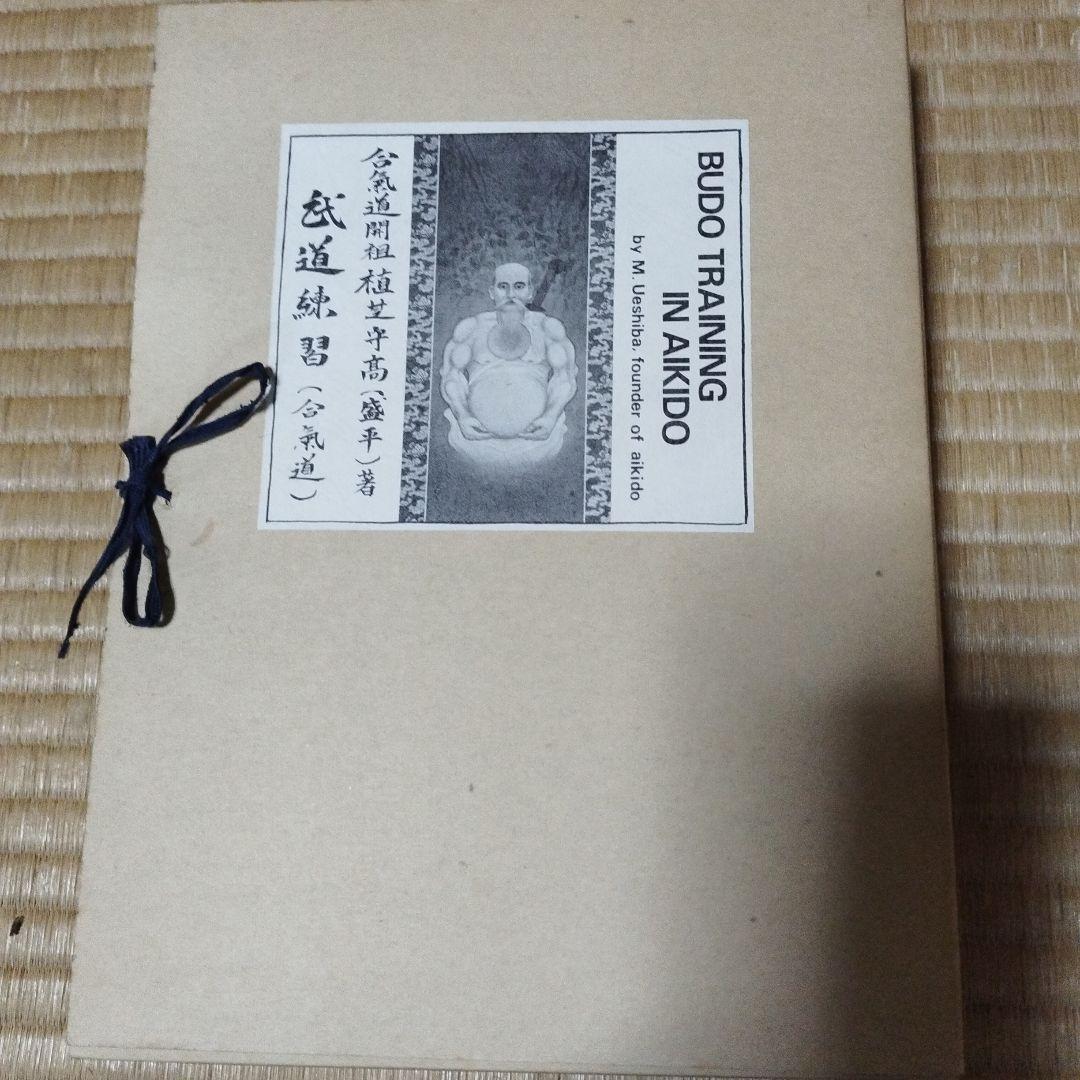 BUDO TRAINING
IN AIKIDO
by M. Ueshiba, founder of aikido
合氣道開祖植芝守高(盛平)著
武道練習(合氣道)